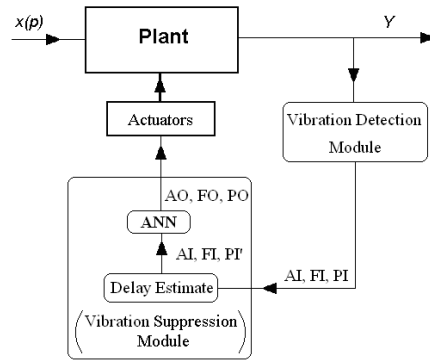 x(p)
Plant
Y
Actuators
Vibration Detection
Module
AO, FO, PO
ANN
AI, FI, PI'
AI, FI, PI
Delay Estimate
(Vibration Suppression
Module)